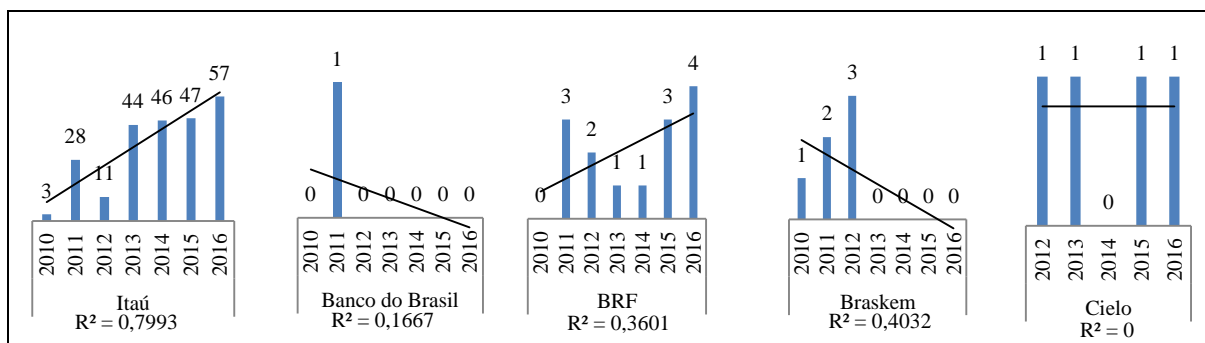 3 28 11 44 46 47 57
2010 2011 2012 2013 2014 2015 2016
Itaú
R² = 0,7993
0 1 0 0 0 0 0
2010 2011 2012 2013 2014 2015 2016
Banco do Brasil
R² = 0,1667
0 3 2 1 1 3 4
2010 2011 2012 2013 2014 2015 2016
BRF
R² = 0,3601
1 2 3 0 0 0 0
2010 2011 2012 2013 2014 2015 2016
Braskem
R² = 0,4032
1 1 0 1 1
2012 2013 2014 2015 2016
Cielo
R² = 0